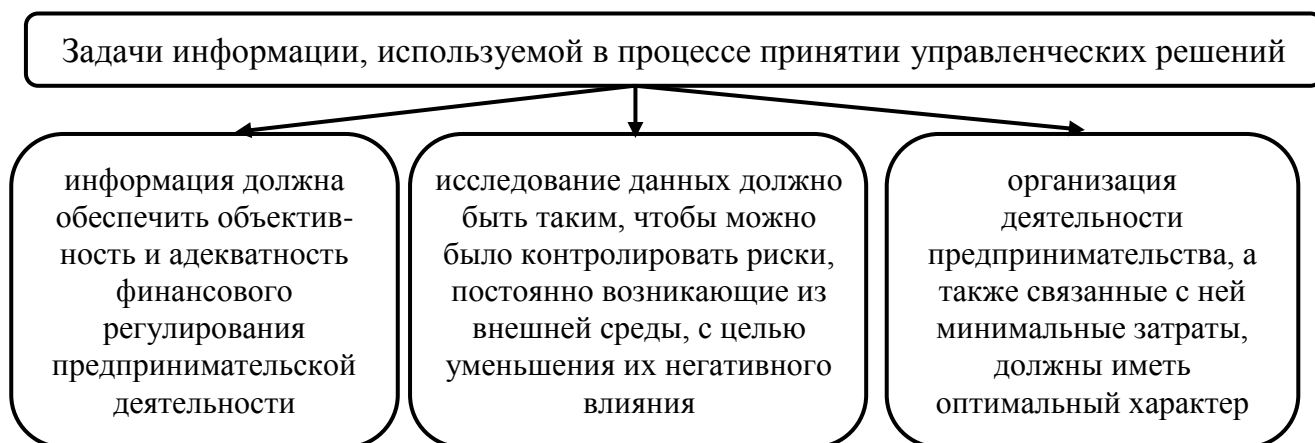 Задачи информации, используемой в процессе принятии управленческих решений
информация должна
обеспечить объектив-
ность и адекватность
финансового
регулирования
предпринимательской
деятельности
исследование данных должно
быть таким, чтобы можно
было контролировать риски,
постоянно возникающие из
внешней среды, с целью
уменьшения их негативного
влияния
организация
деятельности
предпринимательства, а
также связанные с ней
минимальные затраты,
должны иметь
оптимальный характер